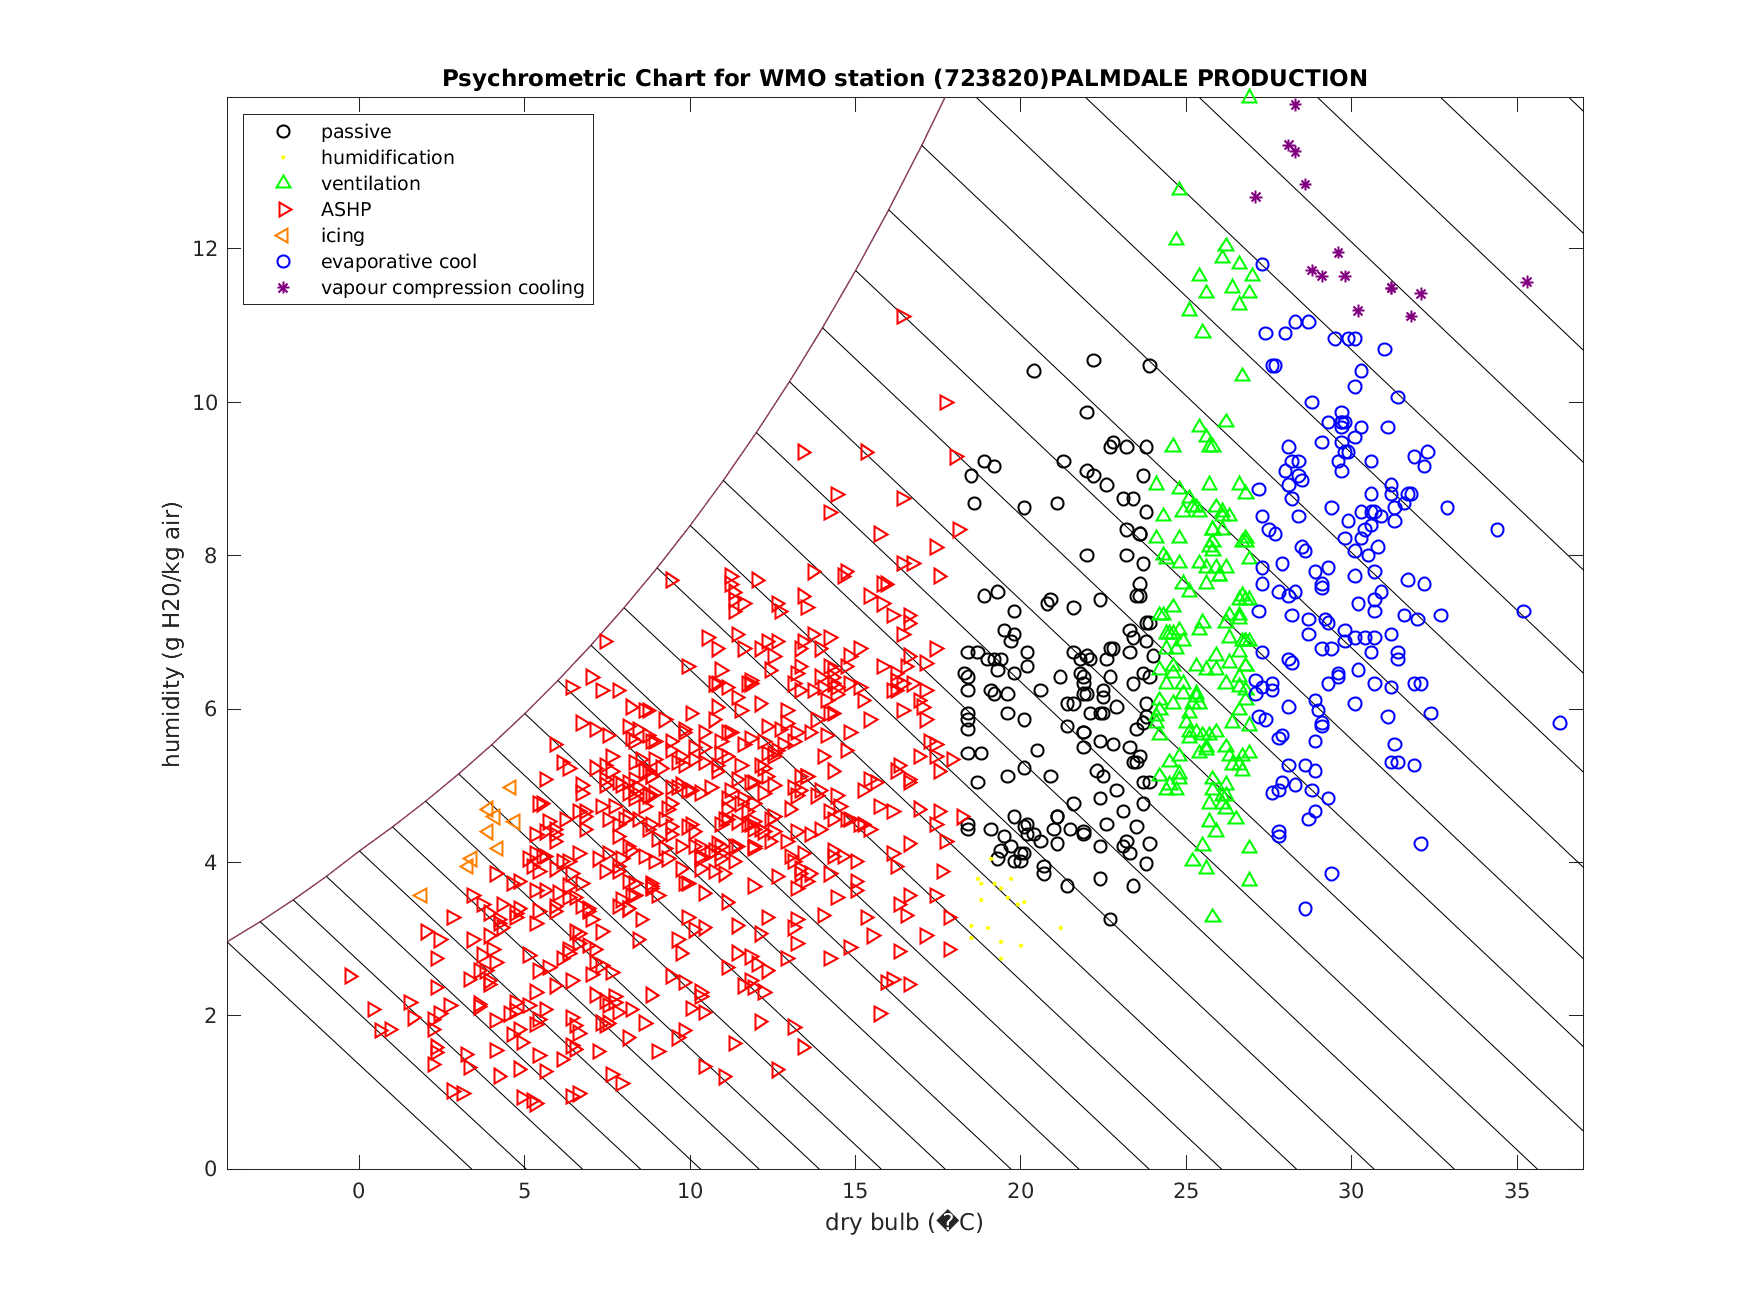 Psychrometric Chart for WMO station (723820)PALMDALE PRODUCTION
passive
humidification
ventilation
ASHP
icing
evaporative cool
vapour compression cooling
12
10
8
6
4
2
0
humidity (g H20/kg air)
0 5 10 15 20 25 30 35
dry bulb (�C)